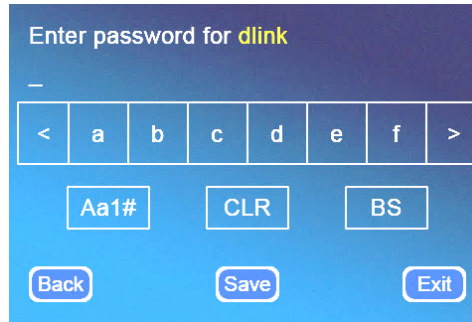 Enter password for dlink
_
< a b c d e f >
Aa1# CLR BS
Back Save Exit